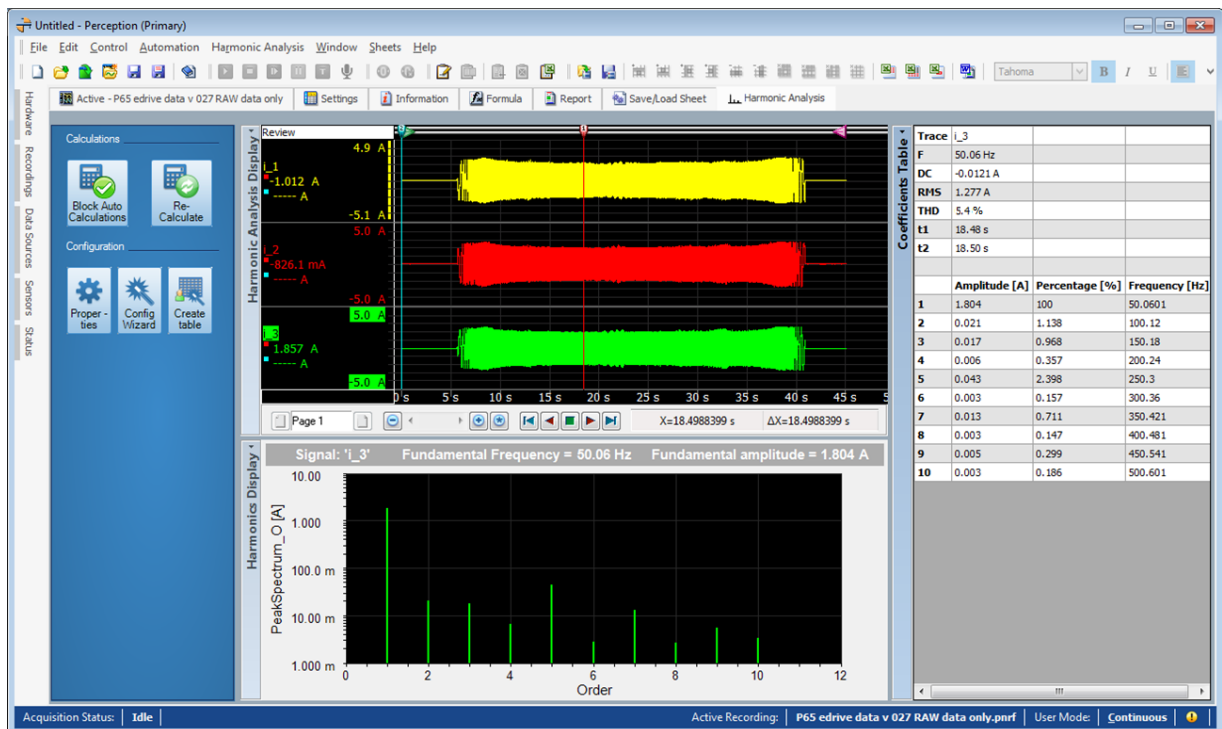 Untitled - Perception (Primary)
File Edit Control Automation Harmonic Analysis Window Sheets Help
Tahoma B I U E
Active - P65 edrive data v 027 RAW data only Settings Information Formula Report Save/Load Sheet Harmonic Analysis
Hardware
Recordings
Data Sources
Sensors
Status
Calculations
Block Auto Calculations
Re-Calculate
Configuration
Proper - ties
Config Wizard
Create table
Harmonic Analysis Display
Review
4.9 A
i_1
-1.012 A
----- A
-5.1 A
5.0 A
i_2
-826.1 mA
----- A
-5.0 A
5.0 A
i_3
1.857 A
----- A
-5.0 A
0's 5's 10 s 15 s 20 s 25 s 30 s 35 s 40 s 45 s 5
Page 1 X=18.4988399 s ΔX=18.4988399 s
Harmonics Display
Signal: 'i_3' Fundamental Frequency = 50.06 Hz Fundamental amplitude = 1.804 A
PeakSpectrum_O [A]
10.00
1.000
100.0 m
10.00 m
1.000 m
0 2 4 6 8 10 12
Order
Coefficients Table
Trace i_3
F 50.06 Hz
DC -0.0121 A
RMS 1.277 A
THD 5.4 %
t1 18.48 s
t2 18.50 s
Amplitude [A] Percentage [%] Frequency [Hz]
1 1.804 100 50.0601
2 0.021 1.138 100.12
3 0.017 0.968 150.18
4 0.006 0.357 200.24
5 0.043 2.398 250.3
6 0.003 0.157 300.36
7 0.013 0.711 350.421
8 0.003 0.147 400.481
9 0.005 0.299 450.541
10 0.003 0.186 500.601
Acquisition Status: Idle Active Recording: P65 edrive data v 027 RAW data only.pnrf User Mode: Continuous